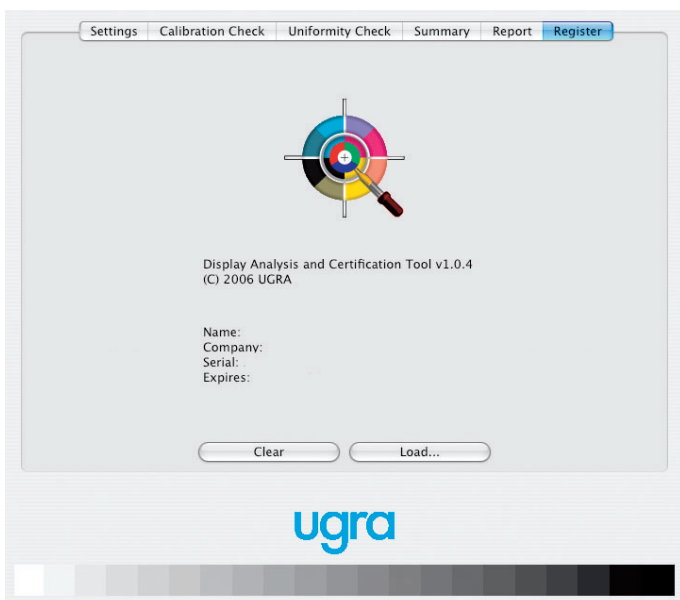 Settings Calibration Check Uniformity Check Summary Report Register
Display Analysis and Certification Tool v1.0.4
(C) 2006 UGRA
Name:
Company:
Serial:
Expires:
Clear Load...
ugra